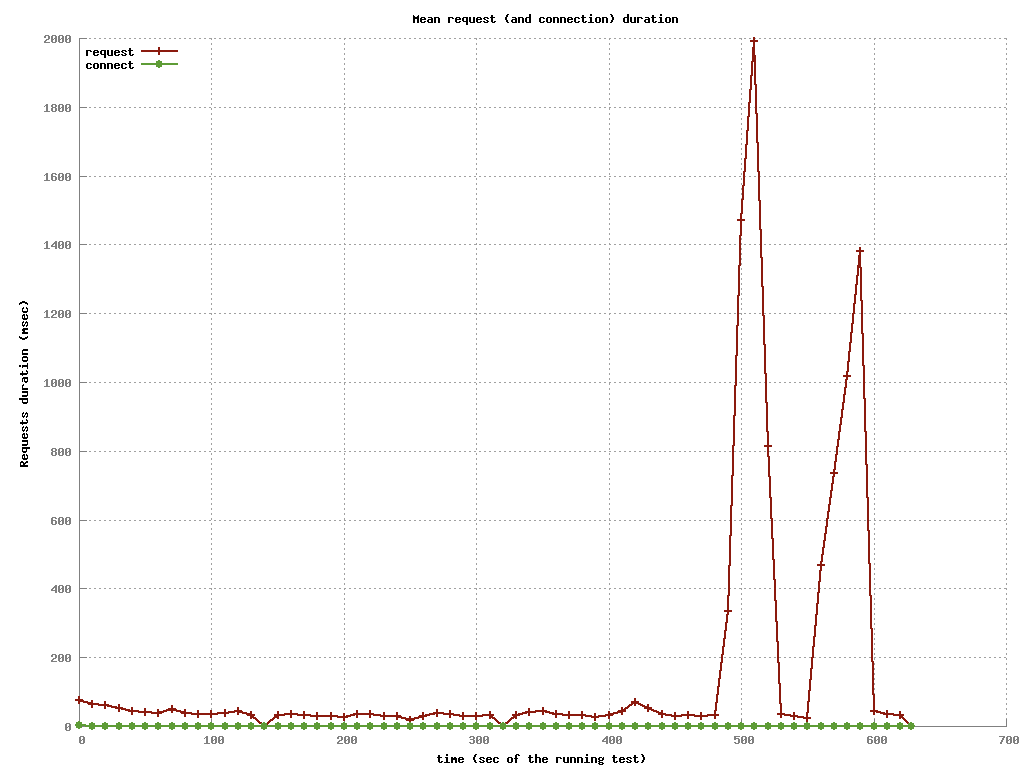 Mean request (and connection) duration
request
connect
2000
1800
1600
1400
1200
1000
800
600
400
200
0
Requests duration (msec)
0 100 200 300 400 500 600 700
time (sec of the running test)